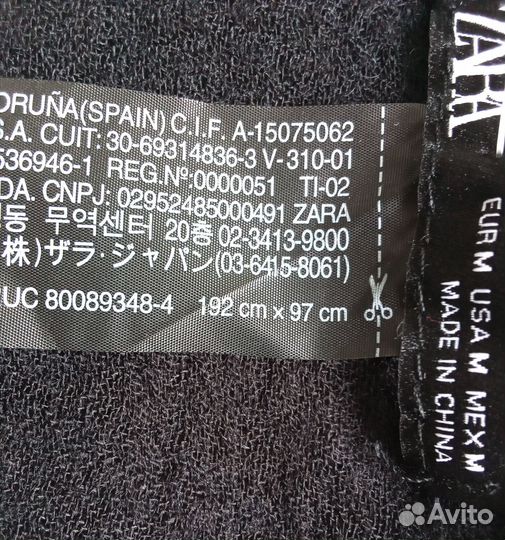 ORUÑA(SPAIN) C.I.F. A-15075062
S.A. CUIT: 30-69314836-3 V-310-01
536946-1 REG.Nº:0000051 TI-02
DA. CNPJ: 02952485000491 ZARA
동 무역센터 20층 02-3413-9800
株)ザラ・ジャパン(03-6415-8061)
UC 80089348-4 192 cm x 97 cm
ZARA
EUR M USA M MEX M
MADE IN CHINA
Avito